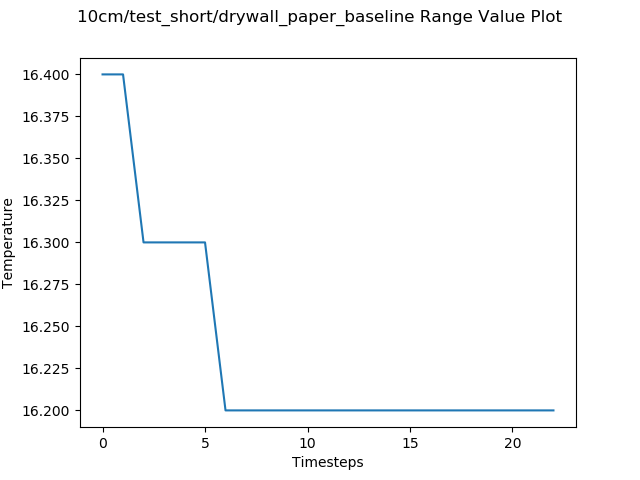 10cm/test_short/drywall_paper_baseline Range Value Plot
16.400
16.375
16.350
16.325
16.300
16.275
16.250
16.225
16.200
Temperature
0 5 10 15 20
Timesteps